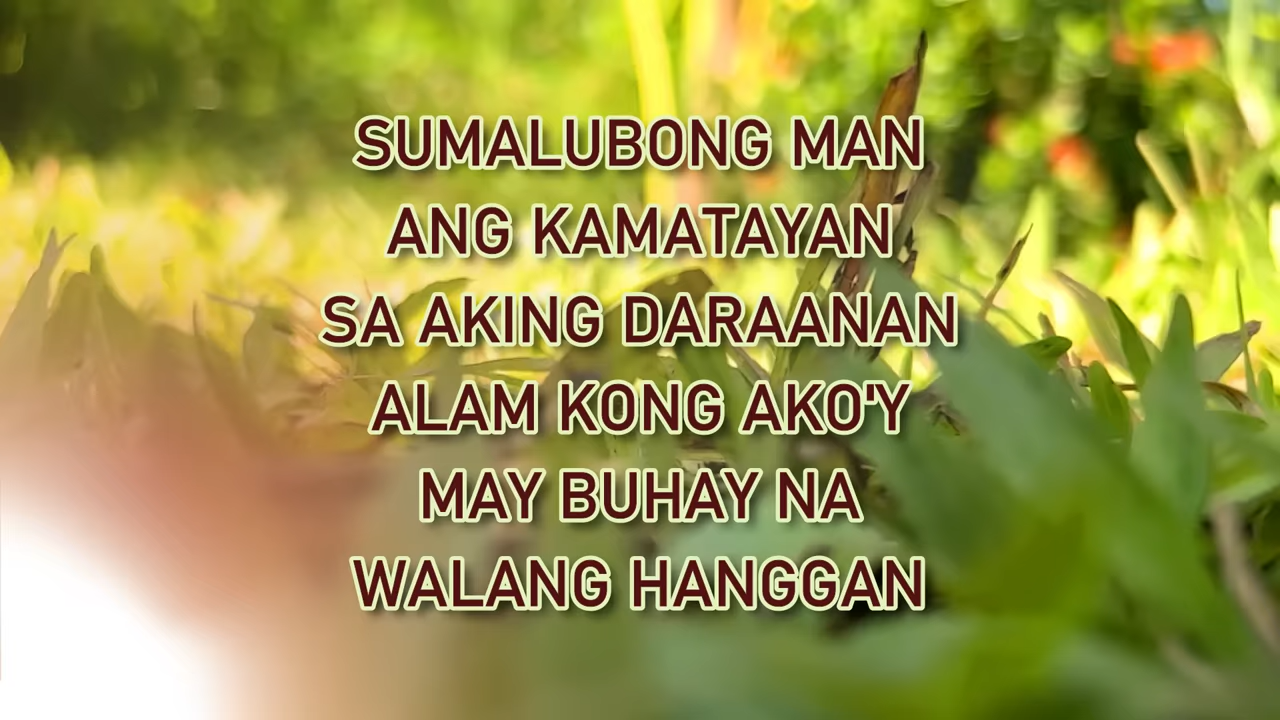 SUMALUBONG MAN
ANG KAMATAYAN
SA AKING DARAANAN
ALAM KONG AKO'Y
MAY BUHAY NA
WALANG HANGGAN